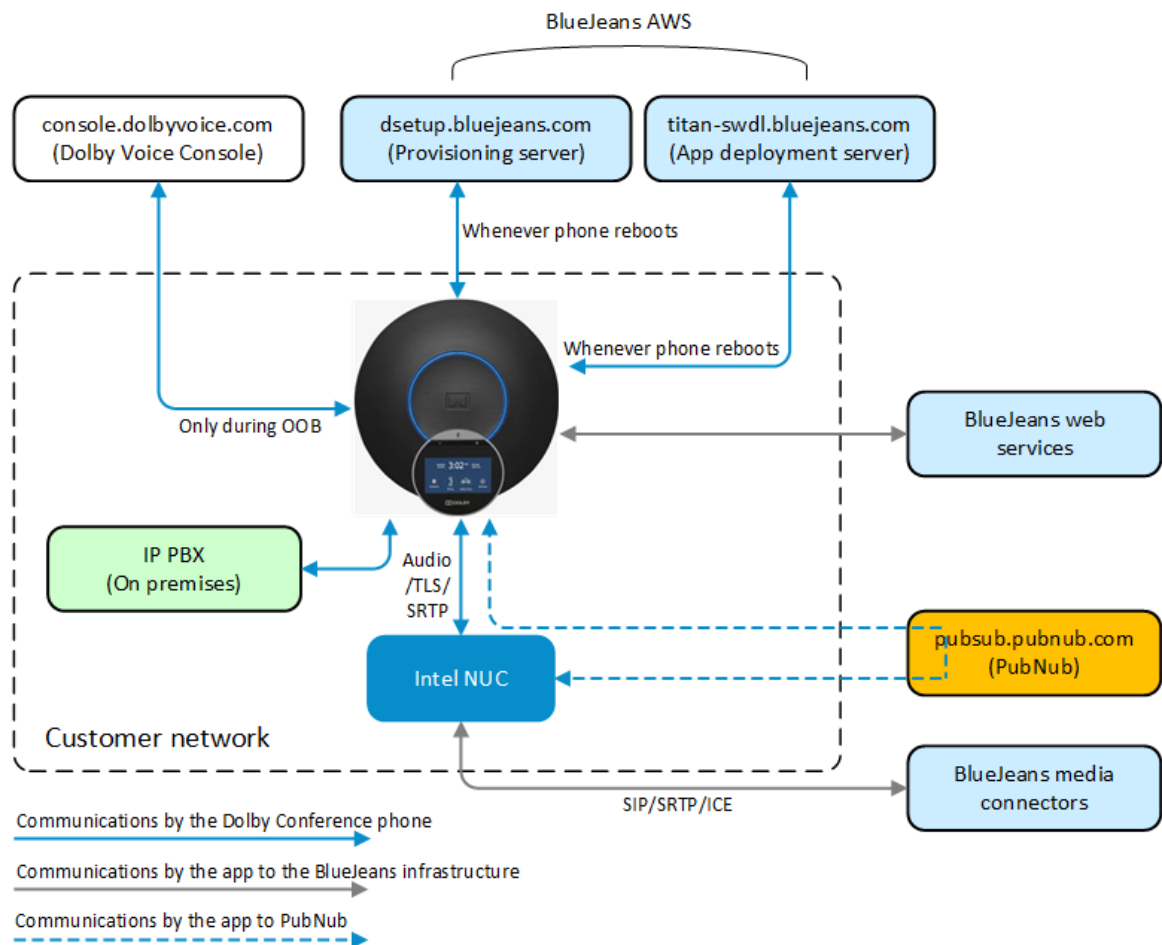 BlueJeans AWS
console.dolbyvoice.com
(Dolby Voice Console)
dsetup.bluejeans.com
(Provisioning server)
titan-swdl.bluejeans.com
(App deployment server)
Whenever phone reboots
Whenever phone reboots
Only during OOB
3:02
DOLBY
BlueJeans web
services
IP PBX
(On premises)
Audio
/TLS/
SRTP
Intel NUC
pubsub.pubnub.com
(PubNub)
Customer network
BlueJeans media
connectors
SIP/SRTP/ICE
Communications by the Dolby Conference phone
Communications by the app to the BlueJeans infrastructure
Communications by the app to PubNub